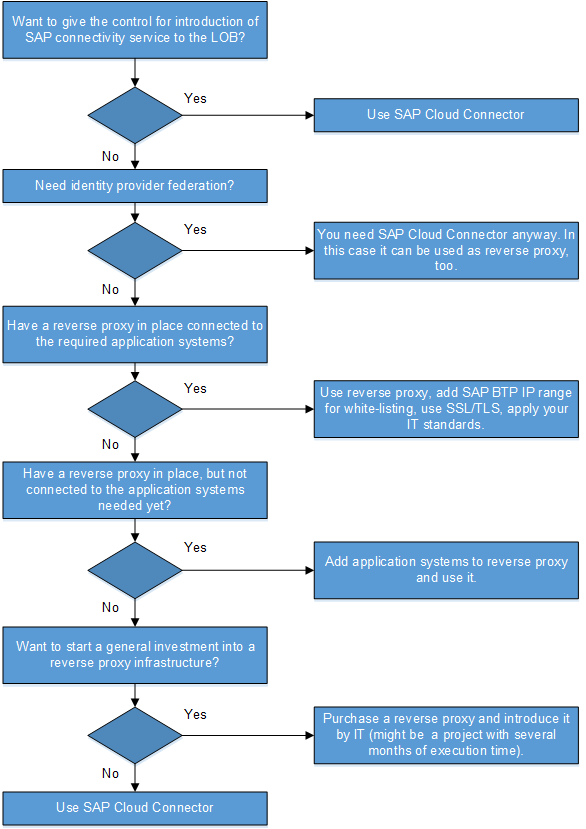 Want to give the control for introduction of
SAP connectivity service to the LOB?
Yes
Use SAP Cloud Connector
No
Need identity provider federation?
Yes
You need SAP Cloud Connector anyway. In
this case it can be used as reverse proxy,
too.
No
Have a reverse proxy in place connected to
the required application systems?
Yes
Use reverse proxy, add SAP BTP IP range
for white-listing, use SSL/TLS, apply your
IT standards.
No
Have a reverse proxy in place, but not
connected to the application systems
needed yet?
Yes
Add application systems to reverse proxy
and use it.
No
Want to start a general investment into a
reverse proxy infrastructure?
Yes
Purchase a reverse proxy and introduce it
by IT (might be a project with several
months of execution time).
No
Use SAP Cloud Connector